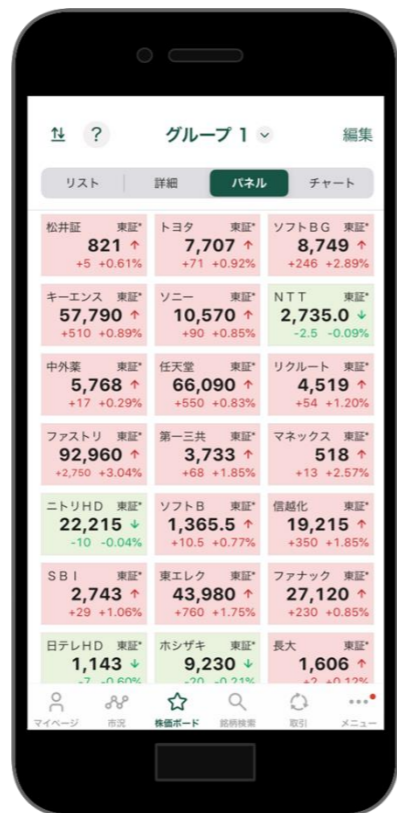 ? グループ 1 編集
リスト 詳細 パネル チャート
松井証 東証* トヨタ 東証* ソフトBG 東証*
821 ↑ 7,707 ↑ 8,749 ↑
+5 +0.61% +71 +0.92% +246 +2.89%
キーエンス 東証* ソニー 東証* NTT 東証*
57,790 ↑ 10,570 ↑ 2,735.0 ↓
+510 +0.89% +90 +0.85% -2.5 -0.09%
中外薬 東証* 任天堂 東証* リクルート 東証*
5,768 ↑ 66,090 ↑ 4,519 ↑
+17 +0.29% +550 +0.83% +54 +1.20%
ファストリ 東証* 第一三共 東証* マネックス 東証*
92,960 ↑ 3,733 ↑ 518 ↑
+2,750 +3.04% +68 +1.85% +13 +2.57%
ニトリHD 東証* ソフトB 東証* 信越化 東証*
22,215 ↓ 1,365.5 ↑ 19,215 ↑
-10 -0.04% +10.5 +0.77% +350 +1.85%
SBI 東証* 東エレク 東証* ファナック 東証*
2,743 ↑ 43,980 ↑ 27,120 ↑
+29 +1.06% +760 +1.75% +230 +0.85%
日テレHD 東証* ホシザキ 東証* 長大 東証*
1,143 ↓ 9,230 ↓ 1,606 ↑
-7 -0.60% -20 -0.21% +2 +0.12%
マイページ 市況 株価ボード 銘柄検索 取引 メニュー